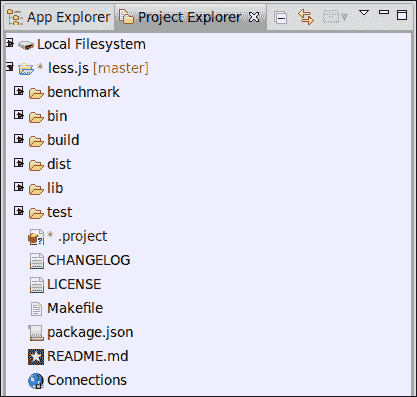 App Explorer Project Explorer
Local Filesystem
* less.js [master]
benchmark
bin
build
dist
lib
test
* .project
CHANGELOG
LICENSE
Makefile
package.json
README.md
Connections